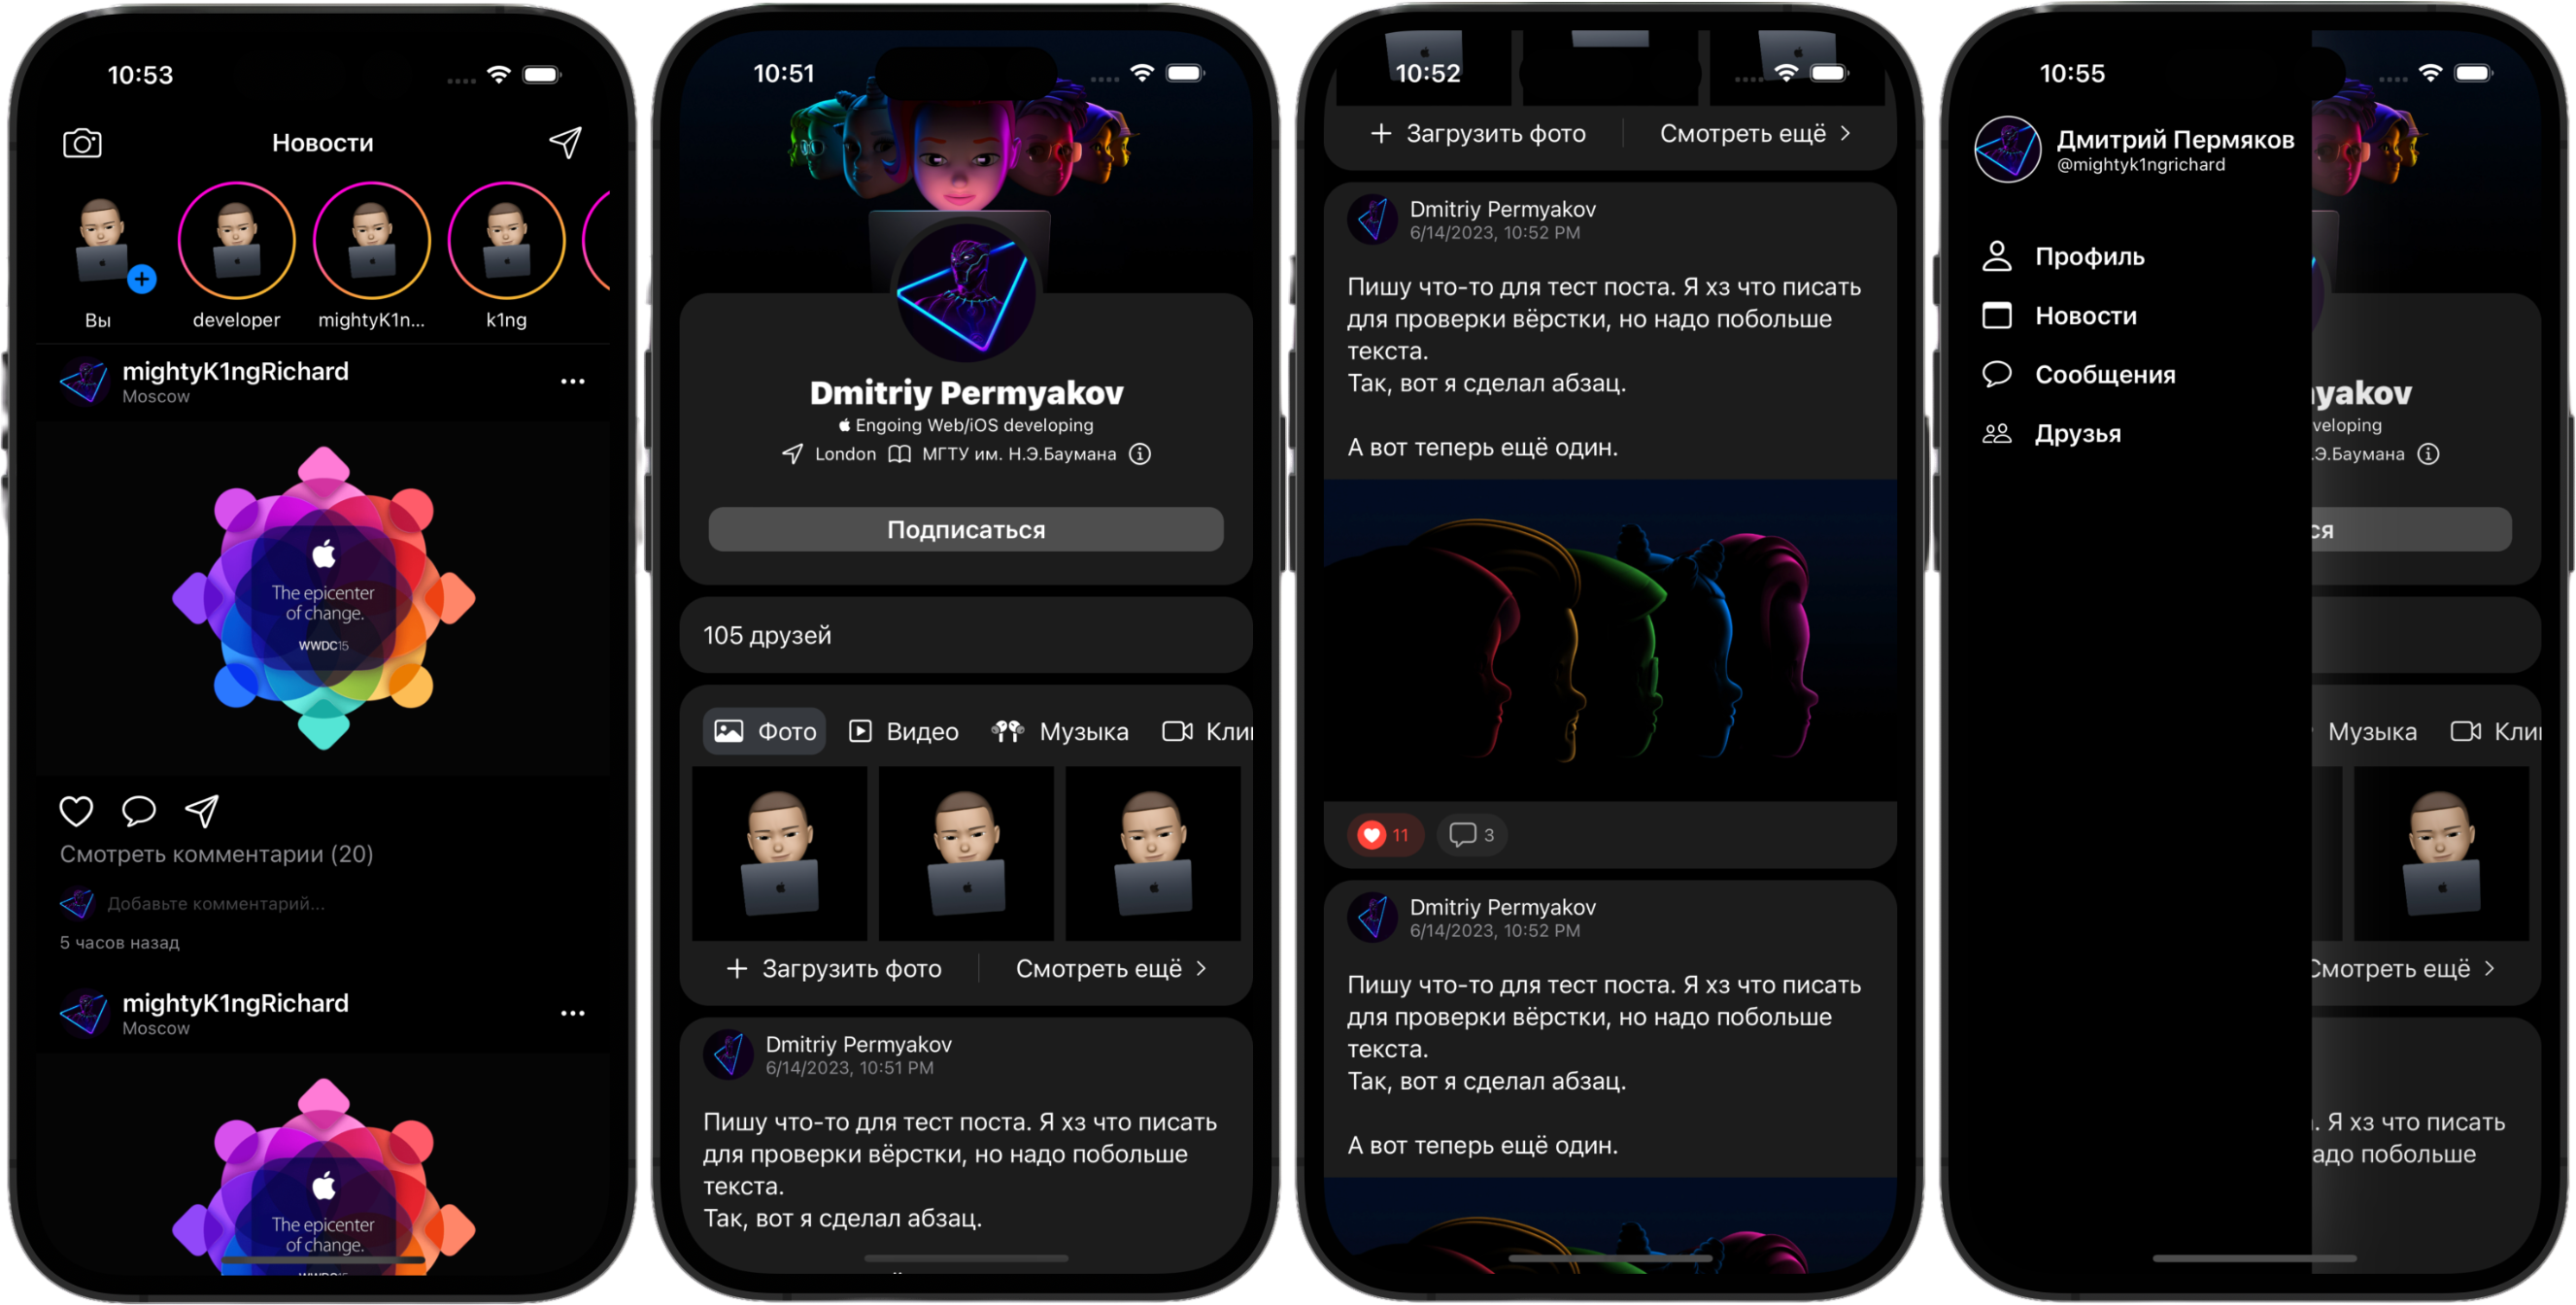 10:53
Новости
Вы
developer
mightyK1n...
k1ng
mightyK1ngRichard
Moscow
The epicenter
of change.
WWDC15
Смотреть комментарии (20)
Добавьте комментарий...
5 часов назад
mightyK1ngRichard
Moscow
The epicenter
of change.
10:51
Dmitriy Permyakov
Engoing Web/iOS developing
London МГТУ им. Н.Э.Баумана
Подписаться
105 друзей
Фото Видео Музыка Кли
+ Загрузить фото Смотреть ещё >
Dmitriy Permyakov
6/14/2023, 10:51 PM
Пишу что-то для тест поста. Я хз что писать
для проверки вёрстки, но надо побольше
текста.
Так, вот я сделал абзац.
10:52
+ Загрузить фото Смотреть ещё >
Dmitriy Permyakov
6/14/2023, 10:52 PM
Пишу что-то для тест поста. Я хз что писать
для проверки вёрстки, но надо побольше
текста.
Так, вот я сделал абзац.
А вот теперь ещё один.
11 3
Dmitriy Permyakov
6/14/2023, 10:52 PM
Пишу что-то для тест поста. Я хз что писать
для проверки вёрстки, но надо побольше
текста.
Так, вот я сделал абзац.
А вот теперь ещё один.
10:55
Дмитрий Пермяков
@mightyk1ngrichard
Профиль
Новости
Сообщения
Друзья
yakov
veloping
.Э.Баумана
ся
Музыка Кли
Смотреть ещё >
. Я хз что писать
адо побольше